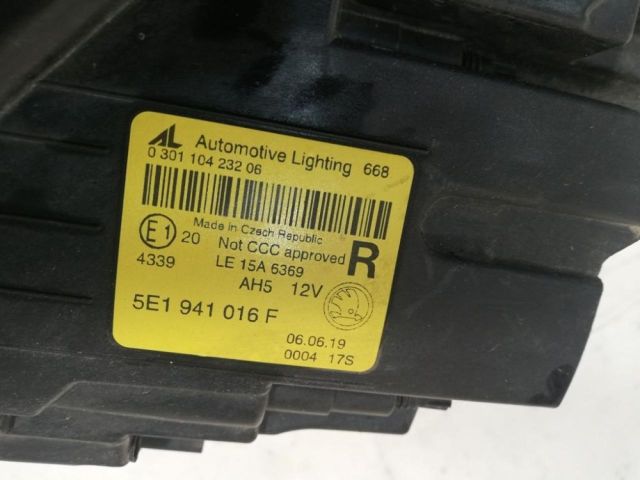 AL Automotive Lighting 668
0 301 104 232 06
Made in Czech Republic
E1 20 Not CCC approved R
4339 LE 15A 6369
AH5 12V
5E1 941 016 F
06.06.19
0004 17S